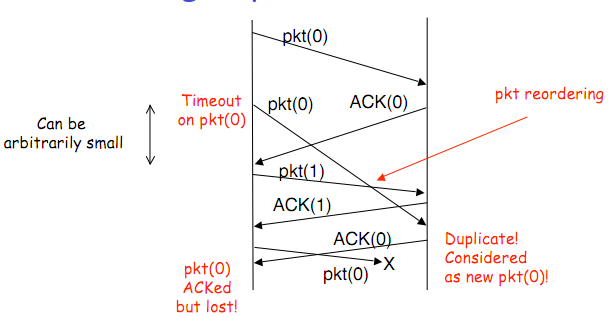 pkt(0)
Timeout
on pkt(0)
pkt(0)
ACK(0)
pkt reordering
Can be
arbitrarily small
pkt(1)
ACK(1)
ACK(0)
Duplicate!
Considered
as new pkt(0)!
pkt(0)
ACKed
but lost!
pkt(0)
X